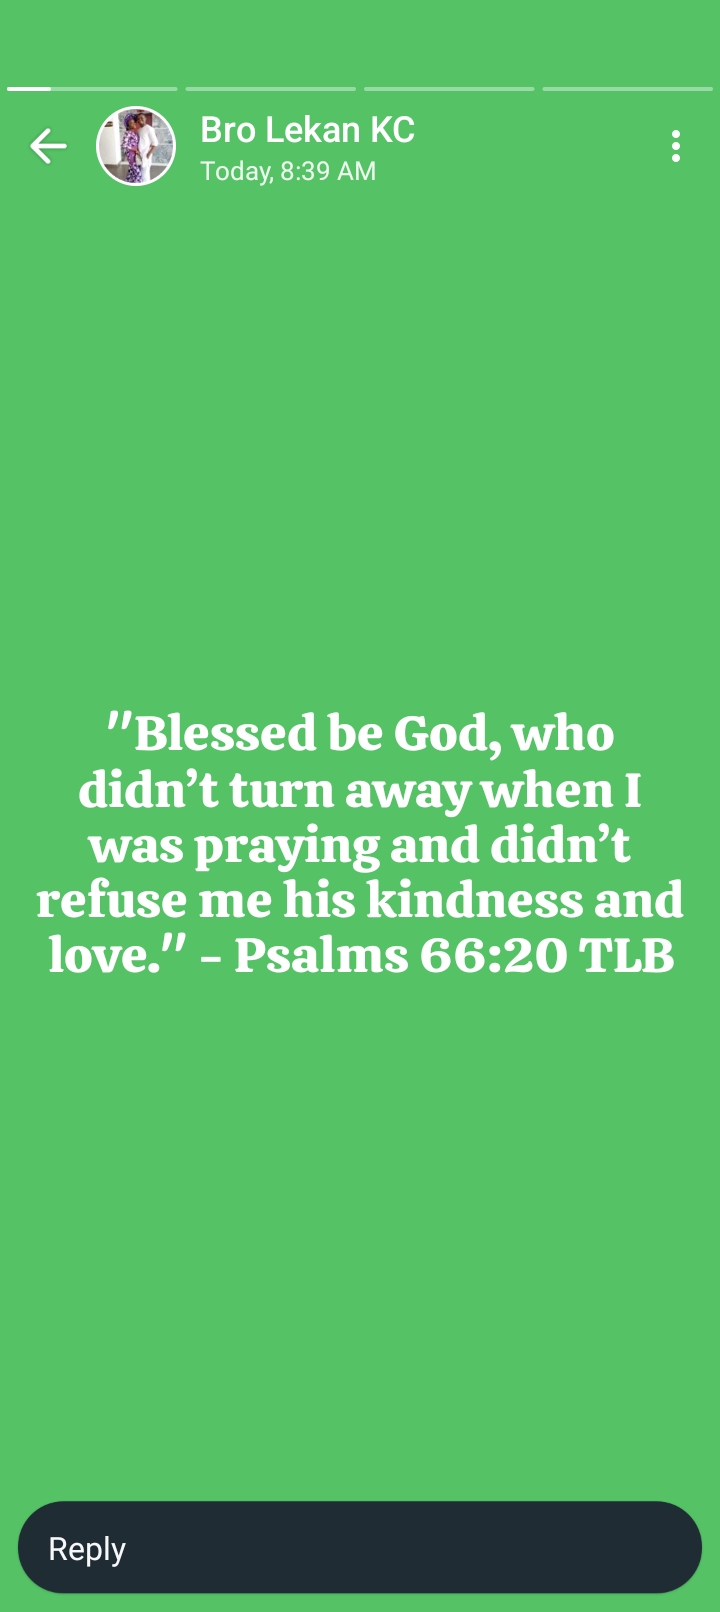 Bro Lekan KC
Today, 8:39 AM
"Blessed be God, who
didn’t turn away when I
was praying and didn’t
refuse me his kindness and
love." - Psalms 66:20 TLB
Reply